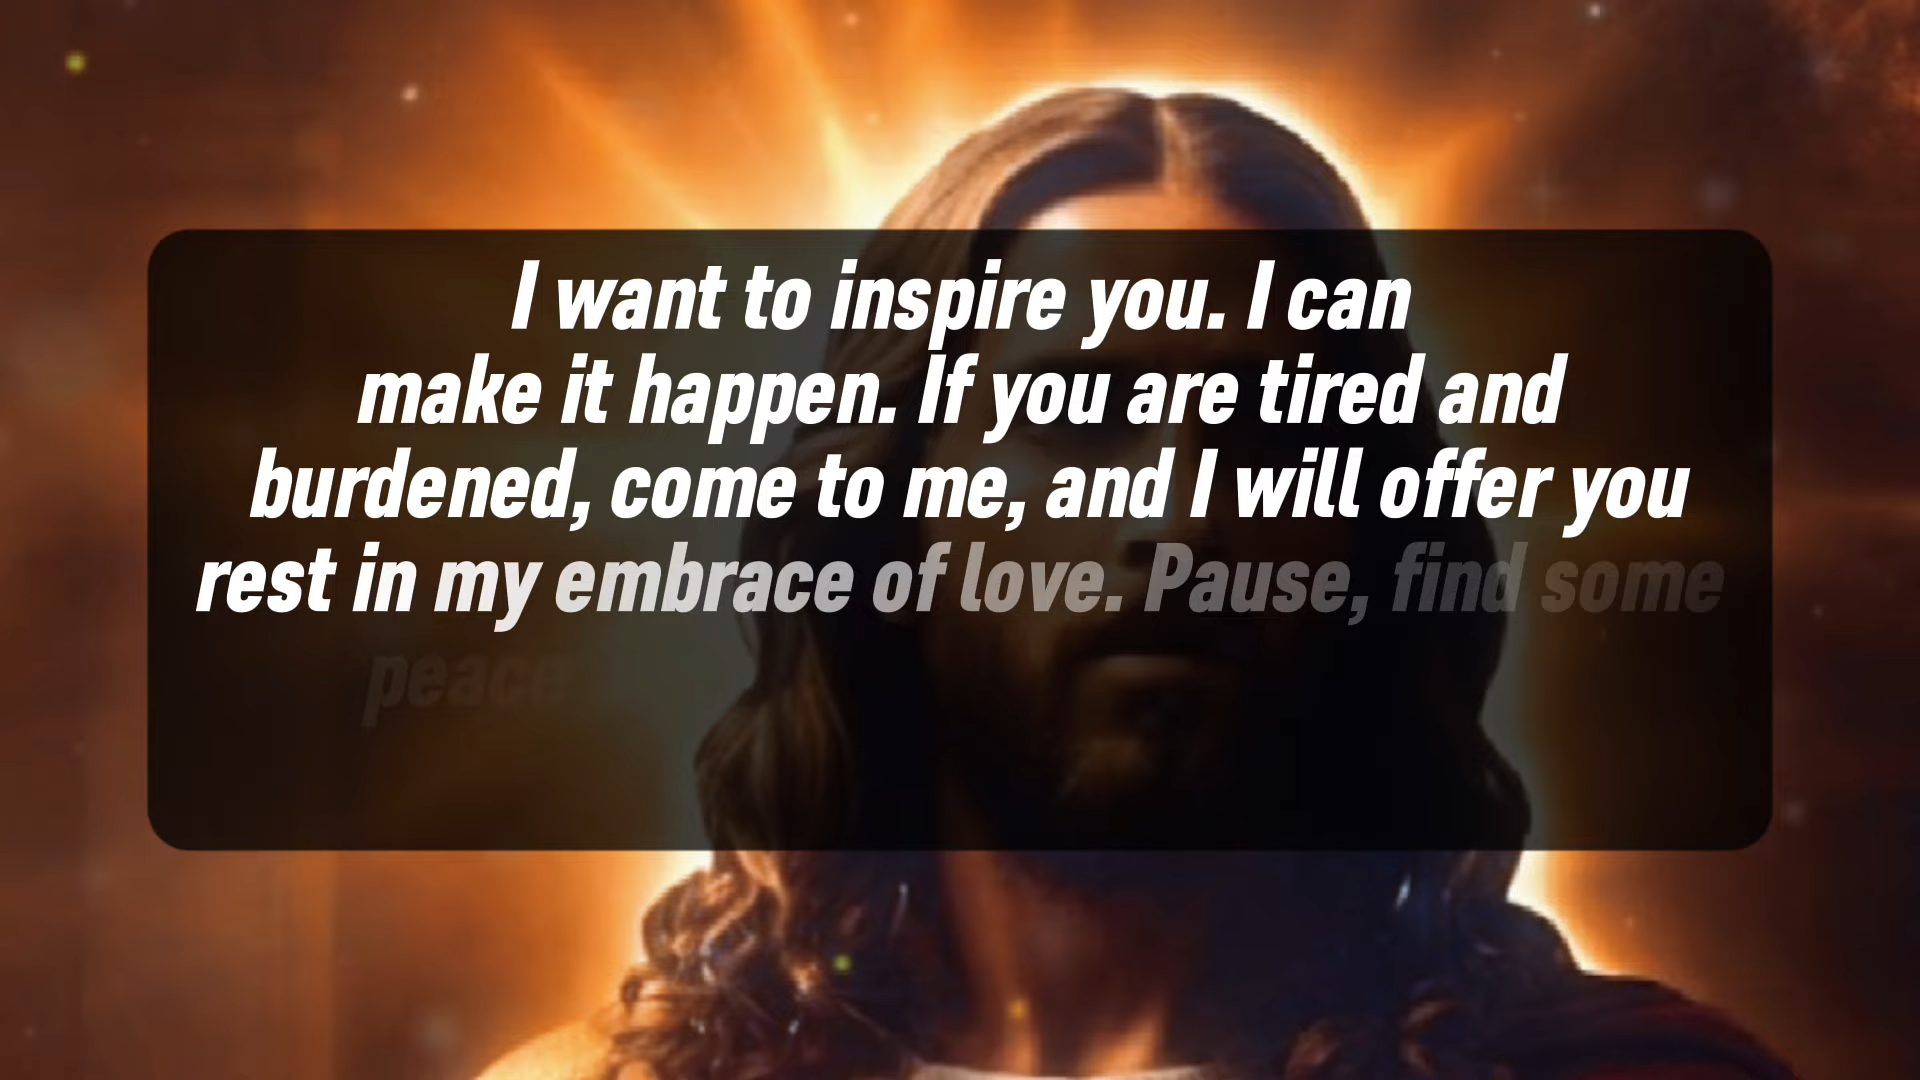 I want to inspire you. I can
make it happen. If you are tired and
burdened, come to me, and I will offer you
rest in my embrace of love. Pause, find some
peace